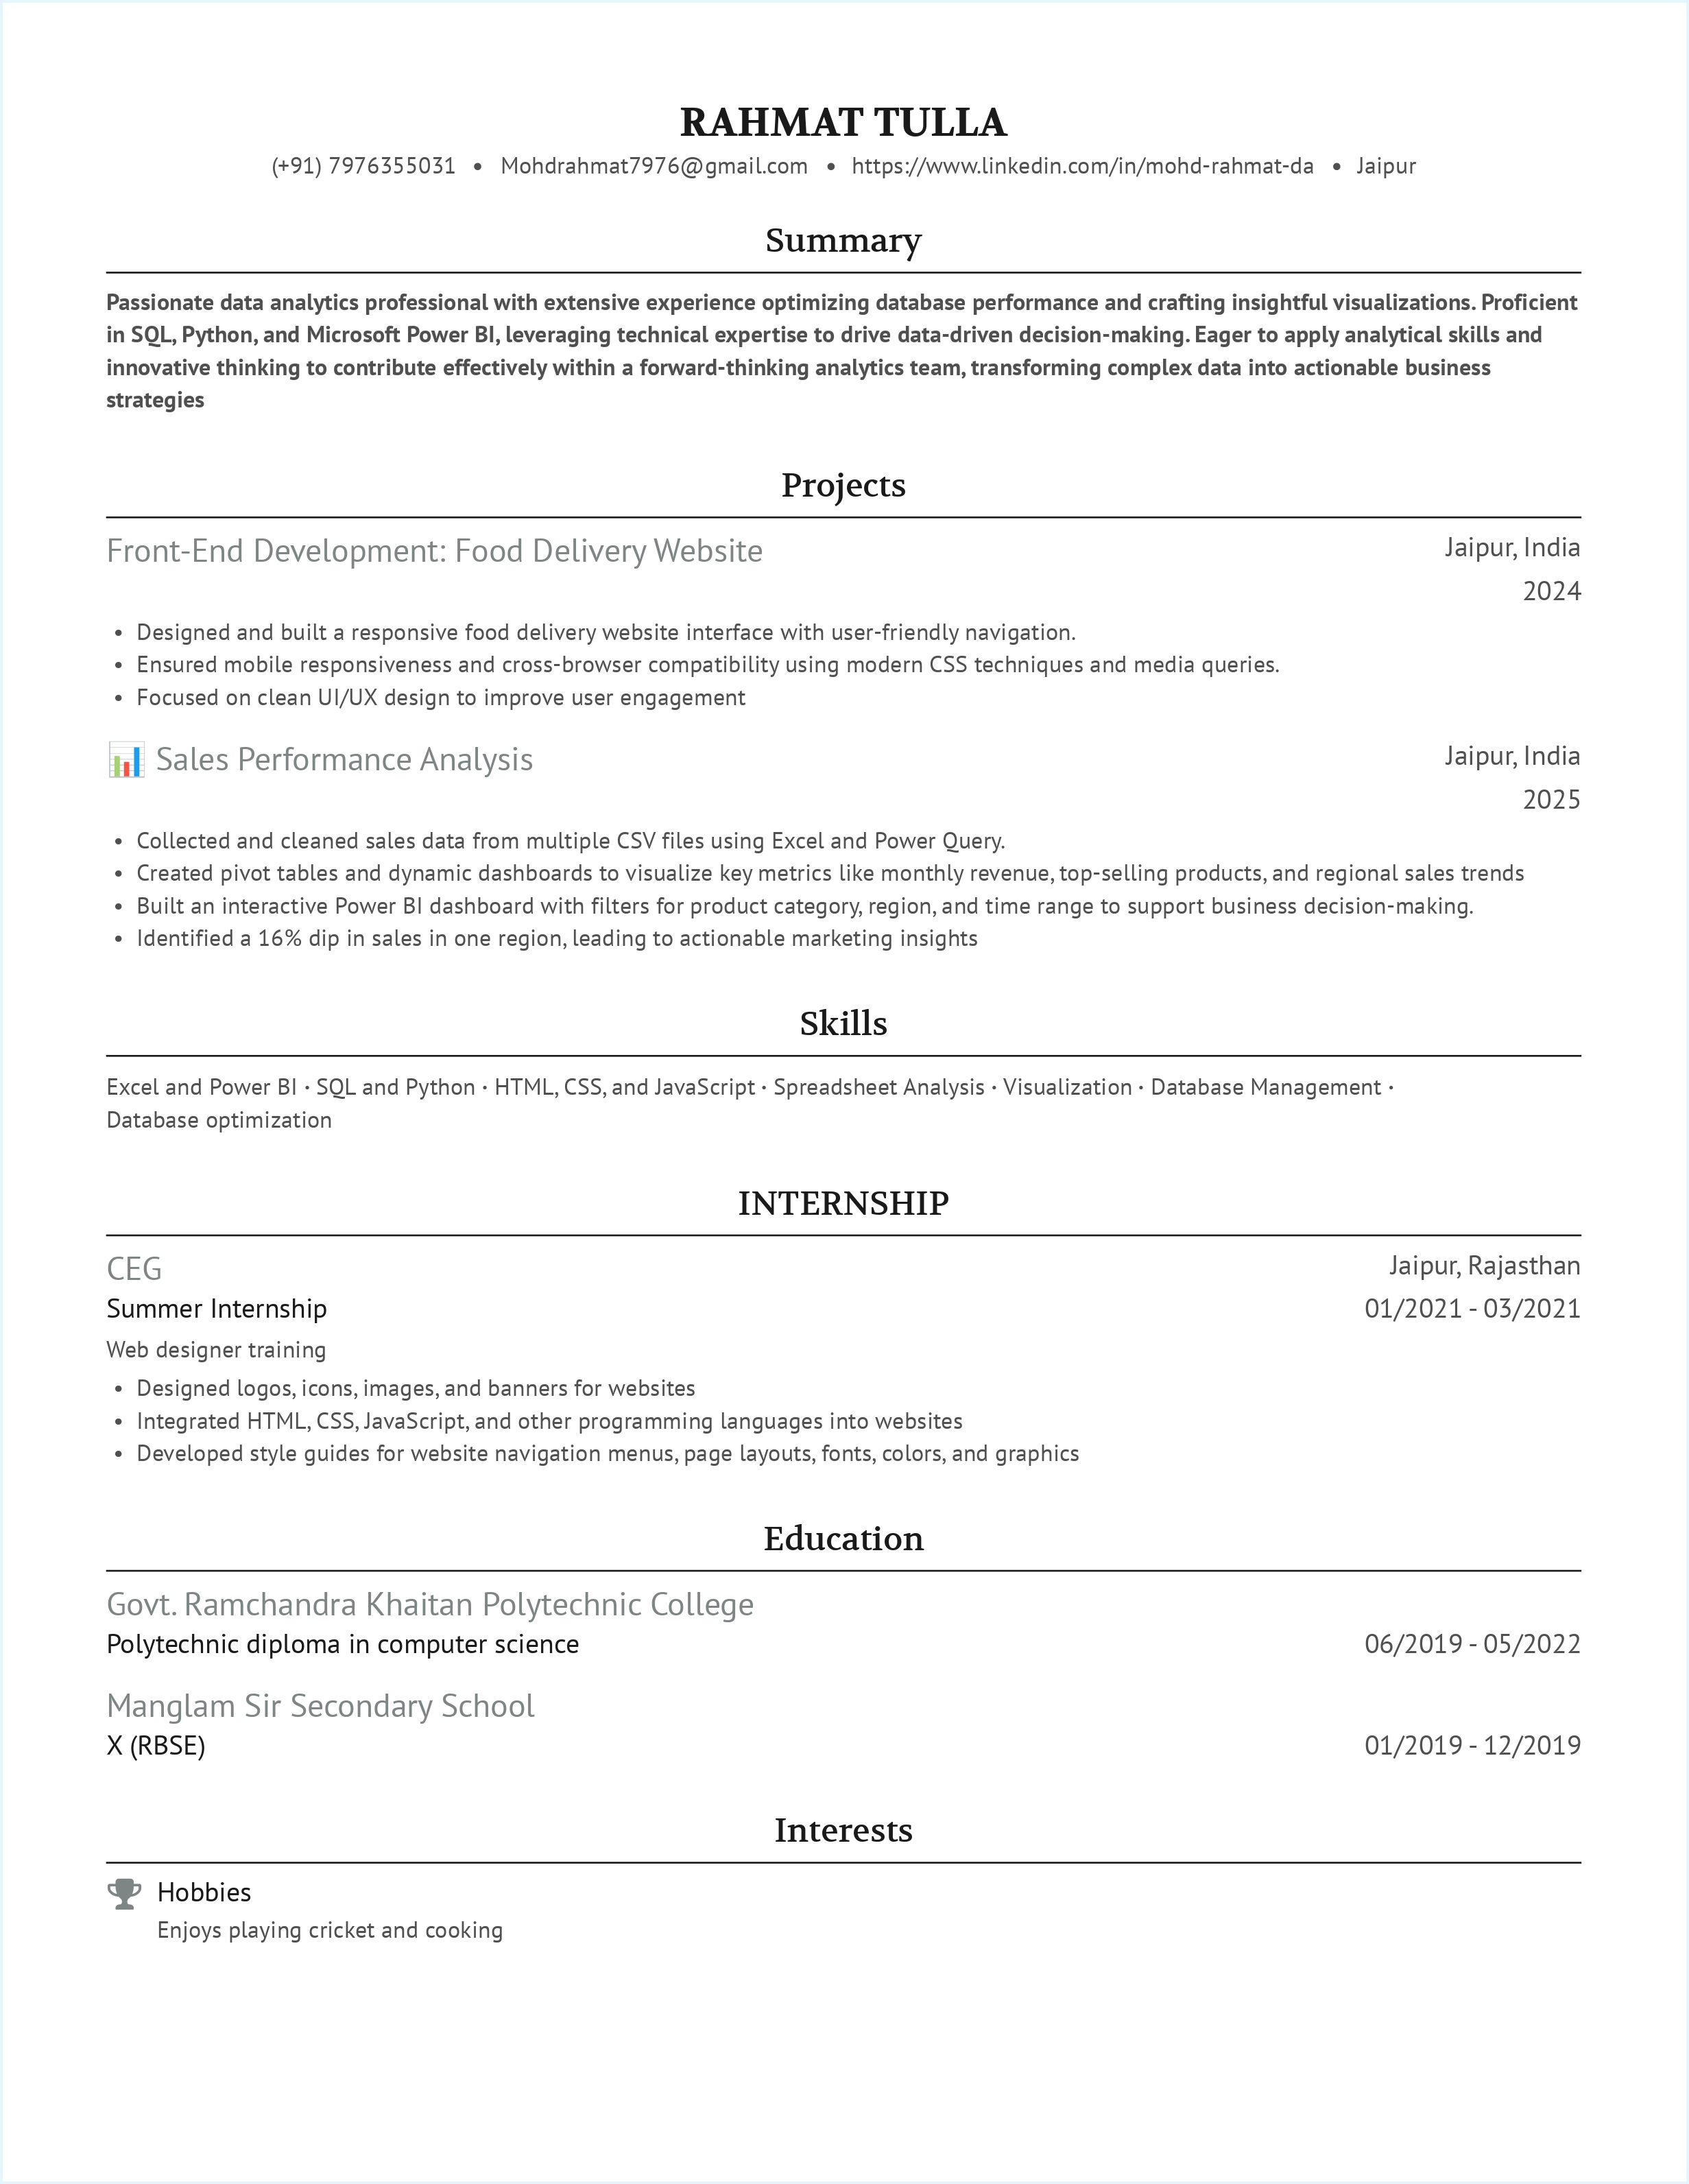 RAHMAT TULLA
(+91) 7976355031 • Mohdrahmat7976@gmail.com • https://www.linkedin.com/in/mohd-rahmat-da • Jaipur
Summary
Passionate data analytics professional with extensive experience optimizing database performance and crafting insightful visualizations. Proficient
in SQL, Python, and Microsoft Power BI, leveraging technical expertise to drive data-driven decision-making. Eager to apply analytical skills and
innovative thinking to contribute effectively within a forward-thinking analytics team, transforming complex data into actionable business
strategies
Projects
Front-End Development: Food Delivery Website Jaipur, India
2024
• Designed and built a responsive food delivery website interface with user-friendly navigation.
• Ensured mobile responsiveness and cross-browser compatibility using modern CSS techniques and media queries.
• Focused on clean UI/UX design to improve user engagement
📊 Sales Performance Analysis Jaipur, India
2025
• Collected and cleaned sales data from multiple CSV files using Excel and Power Query.
• Created pivot tables and dynamic dashboards to visualize key metrics like monthly revenue, top-selling products, and regional sales trends
• Built an interactive Power BI dashboard with filters for product category, region, and time range to support business decision-making.
• Identified a 16% dip in sales in one region, leading to actionable marketing insights
Skills
Excel and Power BI · SQL and Python · HTML, CSS, and JavaScript · Spreadsheet Analysis · Visualization · Database Management ·
Database optimization
INTERNSHIP
CEG Jaipur, Rajasthan
Summer Internship 01/2021 - 03/2021
Web designer training
• Designed logos, icons, images, and banners for websites
• Integrated HTML, CSS, JavaScript, and other programming languages into websites
• Developed style guides for website navigation menus, page layouts, fonts, colors, and graphics
Education
Govt. Ramchandra Khaitan Polytechnic College
Polytechnic diploma in computer science 06/2019 - 05/2022
Manglam Sir Secondary School
X (RBSE) 01/2019 - 12/2019
Interests
Hobbies
Enjoys playing cricket and cooking